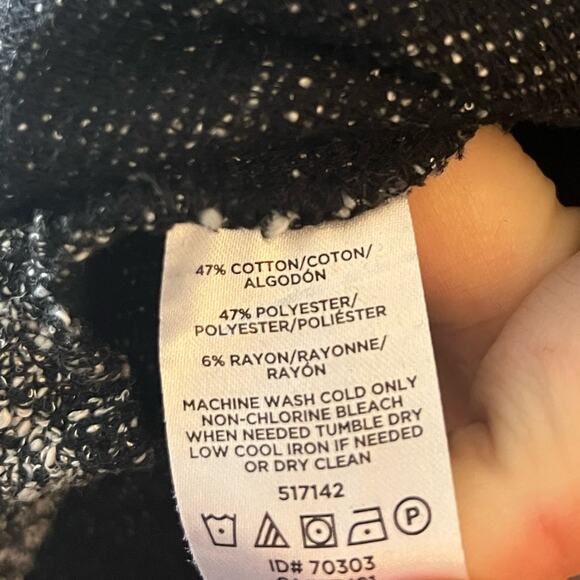 47% COTTON/COTON/
ALGODÓN
47% POLYESTER/
POLYESTER/POLIÉSTER
6% RAYON/RAYONNE/
RAYÓN
MACHINE WASH COLD ONLY
NON-CHLORINE BLEACH
WHEN NEEDED TUMBLE DRY
LOW COOL IRON IF NEEDED
OR DRY CLEAN
517142
P
ID# 70303